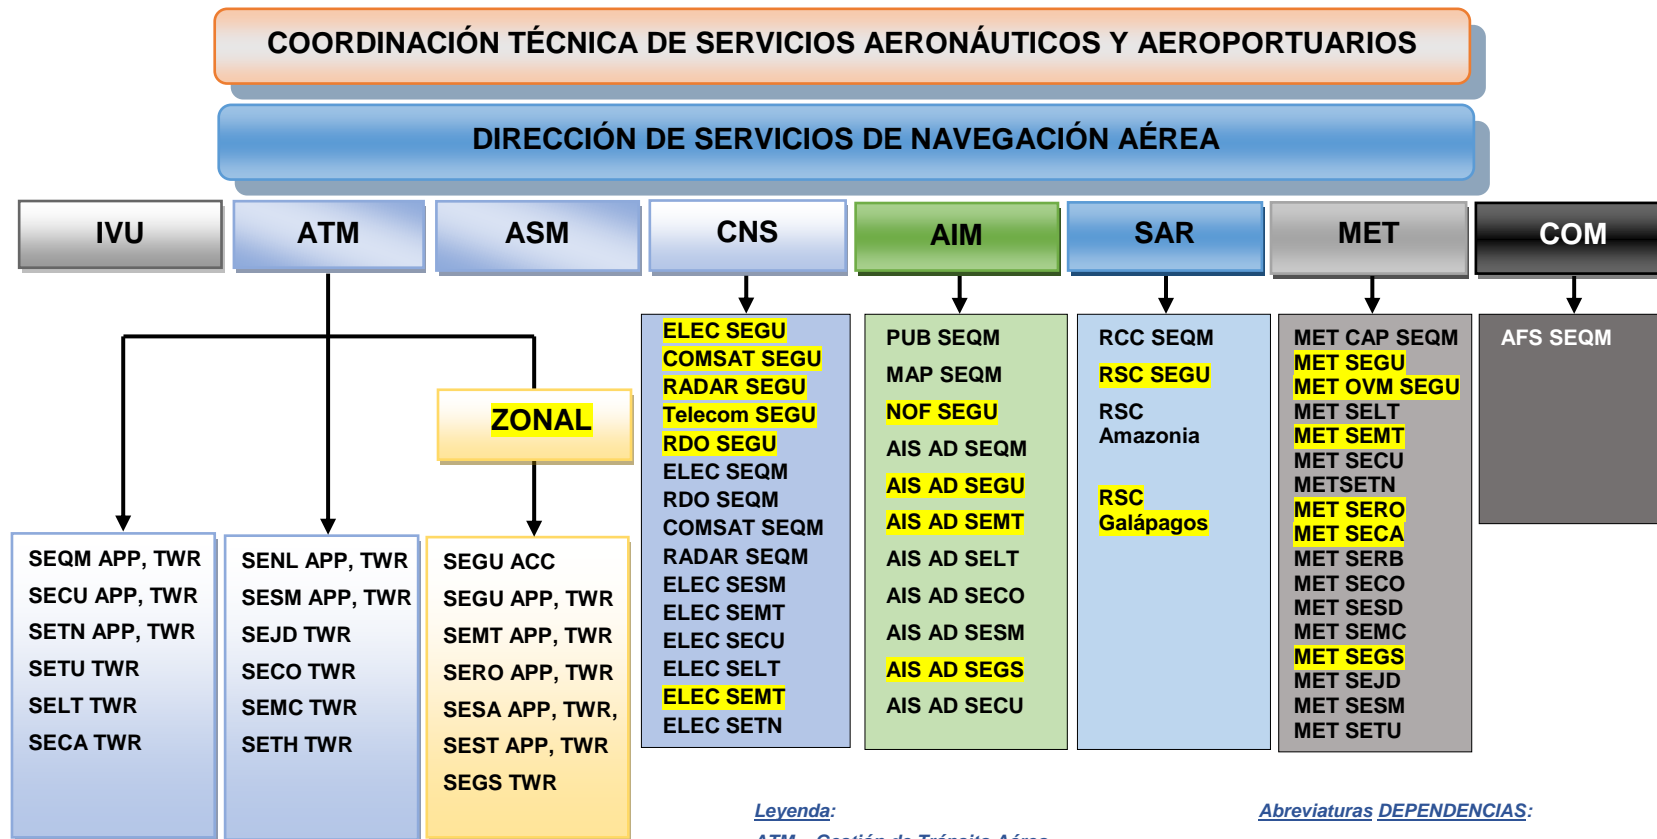 COORDINACIÓN TÉCNICA DE SERVICIOS AERONÁUTICOS Y AEROPORTUARIOS
DIRECCIÓN DE SERVICIOS DE NAVEGACIÓN AÉREA
IVU
ATM
ASM
CNS
AIM
SAR
MET
COM
ZONAL
SEQM APP, TWR
SECU APP, TWR
SETN APP, TWR
SETU TWR
SELT TWR
SECA TWR
SENL APP, TWR
SESM APP, TWR
SEJD TWR
SECO TWR
SEMC TWR
SETH TWR
SEGU ACC
SEGU APP, TWR
SEMT APP, TWR
SERO APP, TWR
SESA APP, TWR,
SEST APP, TWR
SEGS TWR
ELEC SEGU
COMSAT SEGU
RADAR SEGU
Telecom SEGU
RDO SEGU
ELEC SEQM
RDO SEQM
COMSAT SEQM
RADAR SEQM
ELEC SESM
ELEC SEMT
ELEC SECU
ELEC SELT
ELEC SEMT
ELEC SETN
PUB SEQM
MAP SEQM
NOF SEGU
AIS AD SEQM
AIS AD SEGU
AIS AD SEMT
AIS AD SELT
AIS AD SECO
AIS AD SESM
AIS AD SEGS
AIS AD SECU
RCC SEQM
RSC SEGU
RSC
Amazonia
RSC
Galápagos
MET CAP SEQM
MET SEGU
MET OVM SEGU
MET SELT
MET SEMT
MET SECU
METSETN
MET SERO
MET SECA
MET SERB
MET SECO
MET SESD
MET SEMC
MET SEGS
MET SEJD
MET SESM
MET SETU
AFS SEQM
Leyenda:
Abreviaturas DEPENDENCIAS:
ATM Gestión de Tránsito Aéreo